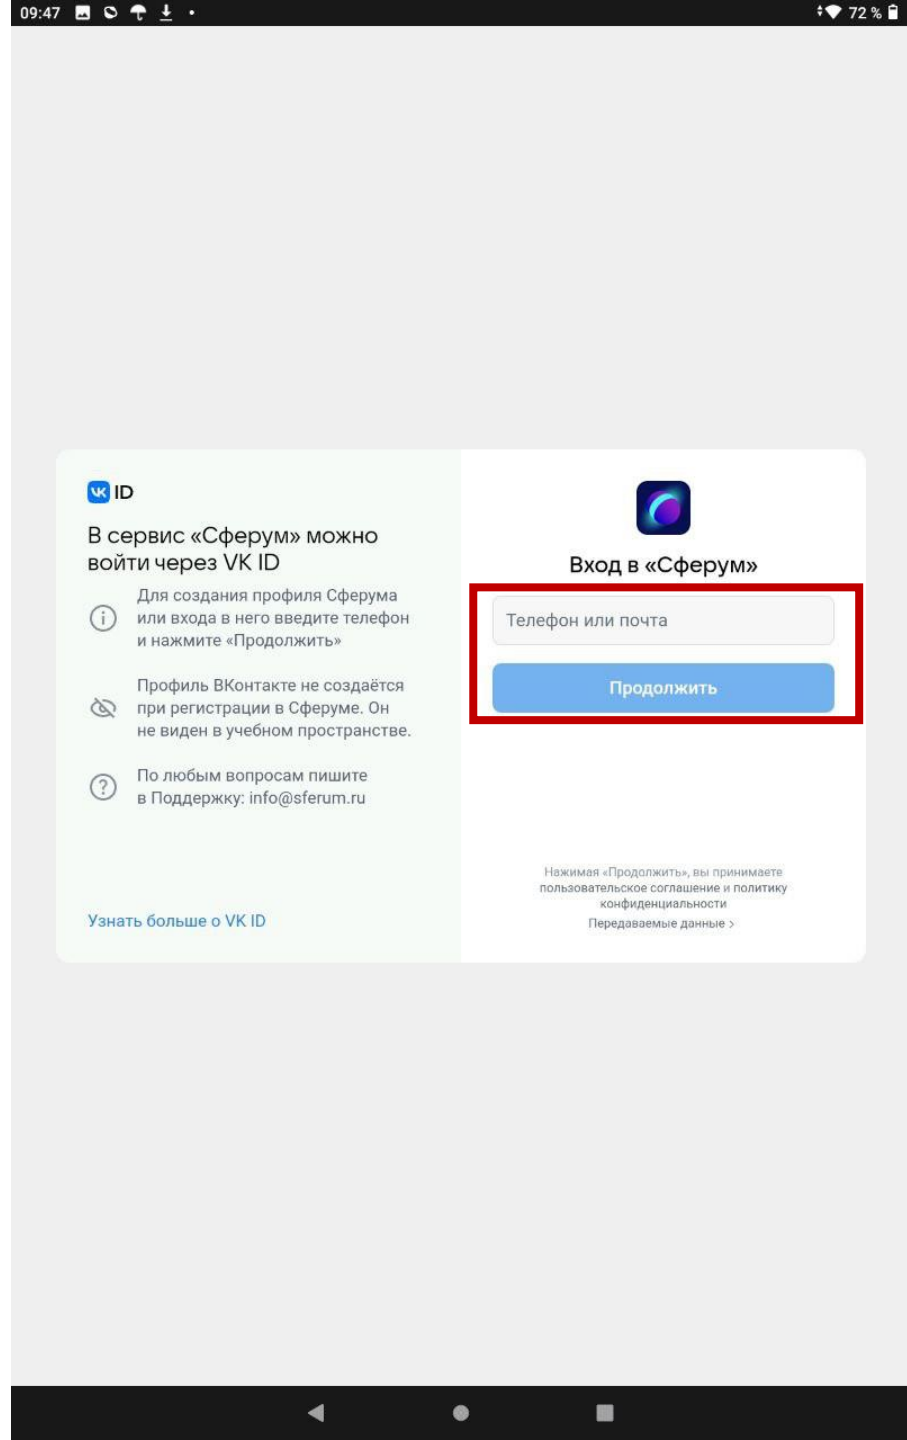 09:47
72 %
VK ID
В сервис «Сферум» можно
войти через VK ID
Для создания профиля Сферума
или входа в него введите телефон
и нажмите «Продолжить»
Профиль ВКонтакте не создаётся
при регистрации в Сферуме. Он
не виден в учебном пространстве.
По любым вопросам пишите
в Поддержку: info@sferum.ru
Узнать больше о VK ID
Вход в «Сферум»
Телефон или почта
Продолжить
Нажимая «Продолжить», вы принимаете
пользовательское соглашение и политику
конфиденциальности
Передаваемые данные >